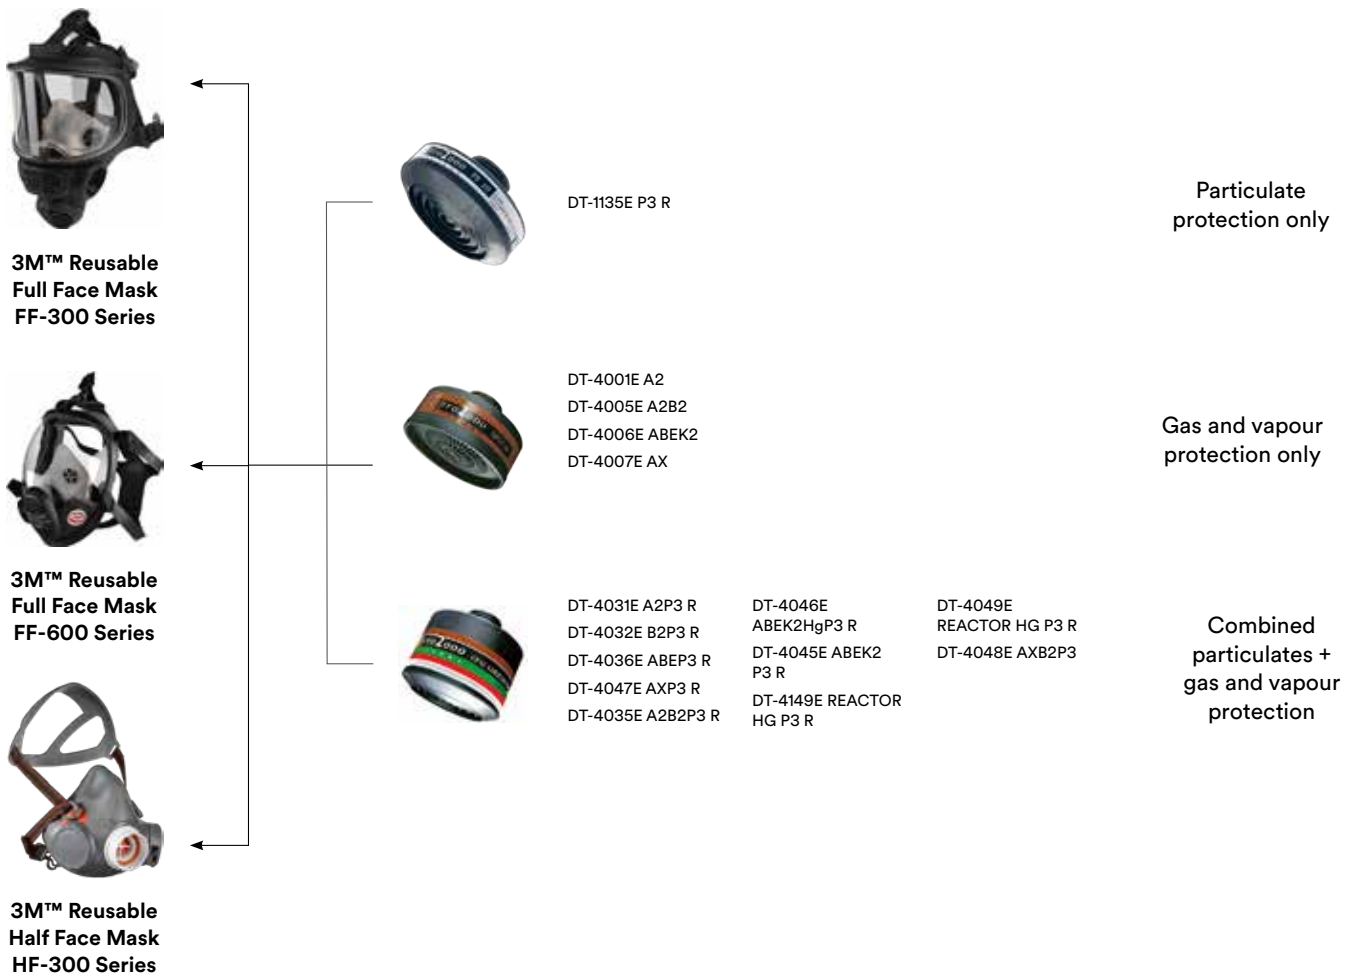 3M™ Reusable
Full Face Mask
FF-300 Series
DT-1135E P3 R
Particulate
protection only
3M™ Reusable
Full Face Mask
FF-600 Series
DT-4001E A2
DT-4005E A2B2
DT-4006E ABEK2
DT-4007E AX
Gas and vapour
protection only
DT-4031E A2P3 R
DT-4032E B2P3 R
DT-4036E ABEP3 R
DT-4047E AXP3 R
DT-4035E A2B2P3 R
DT-4046E
ABEK2HgP3 R
DT-4045E ABEK2
P3 R
DT-4149E REACTOR
HG P3 R
DT-4049E
REACTOR HG P3 R
DT-4048E AXB2P3
Combined
particulates +
gas and vapour
protection
3M™ Reusable
Half Face Mask
HF-300 Series